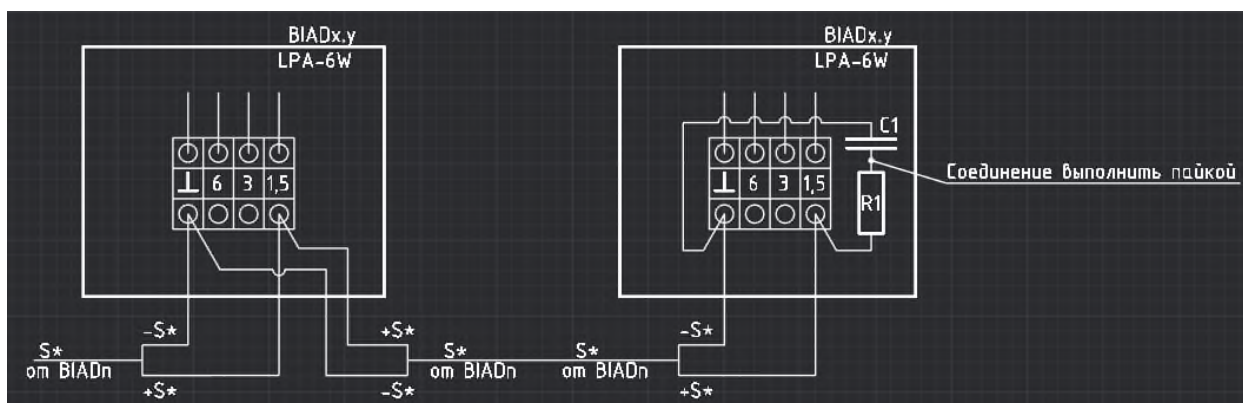 BIADx.y
LPA-6W
⊥ 6 3 1,5
-S*
S*
от BIADn
+S*
+S*
S*
от BIADn
-S*
BIADx.y
LPA-6W
C1
⊥ 6 3 1,5
R1
Соединение выполнить пайкой
S*
от BIADn
-S*
+S*